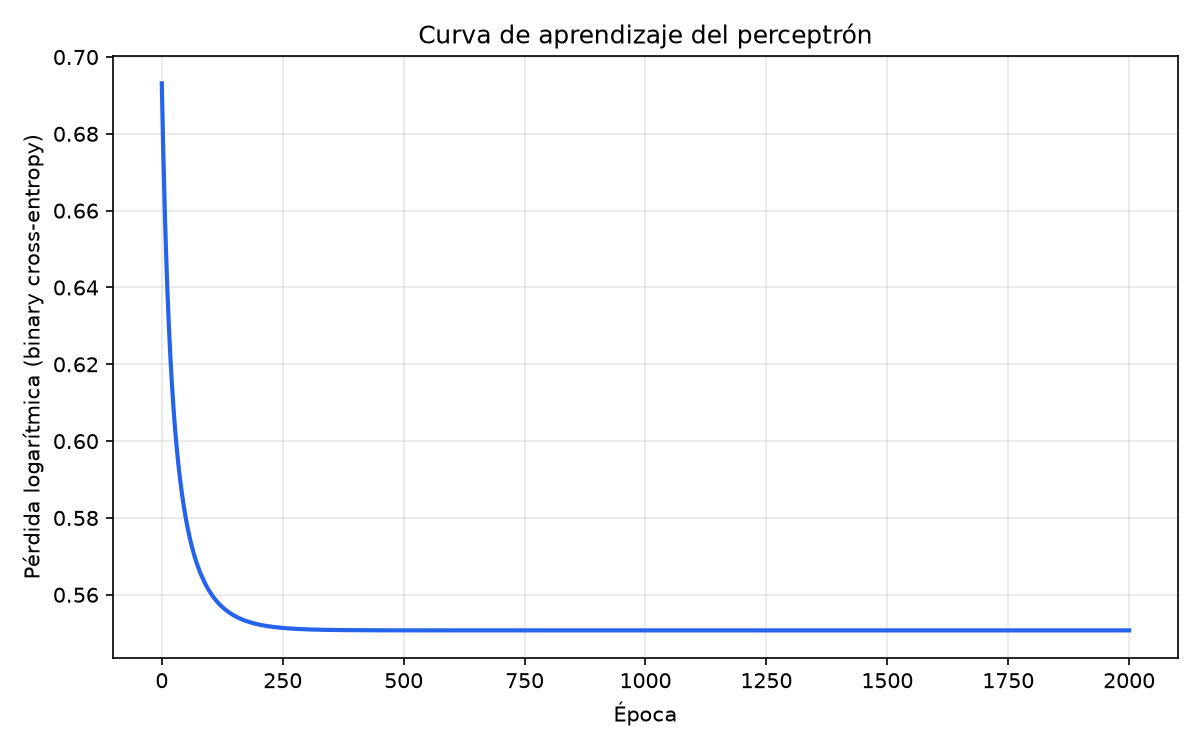 Curva de aprendizaje del perceptrón
Pérdida logarítmica (binary cross-entropy)
0.70
0.68
0.66
0.64
0.62
0.60
0.58
0.56
0 250 500 750 1000 1250 1500 1750 2000
Época